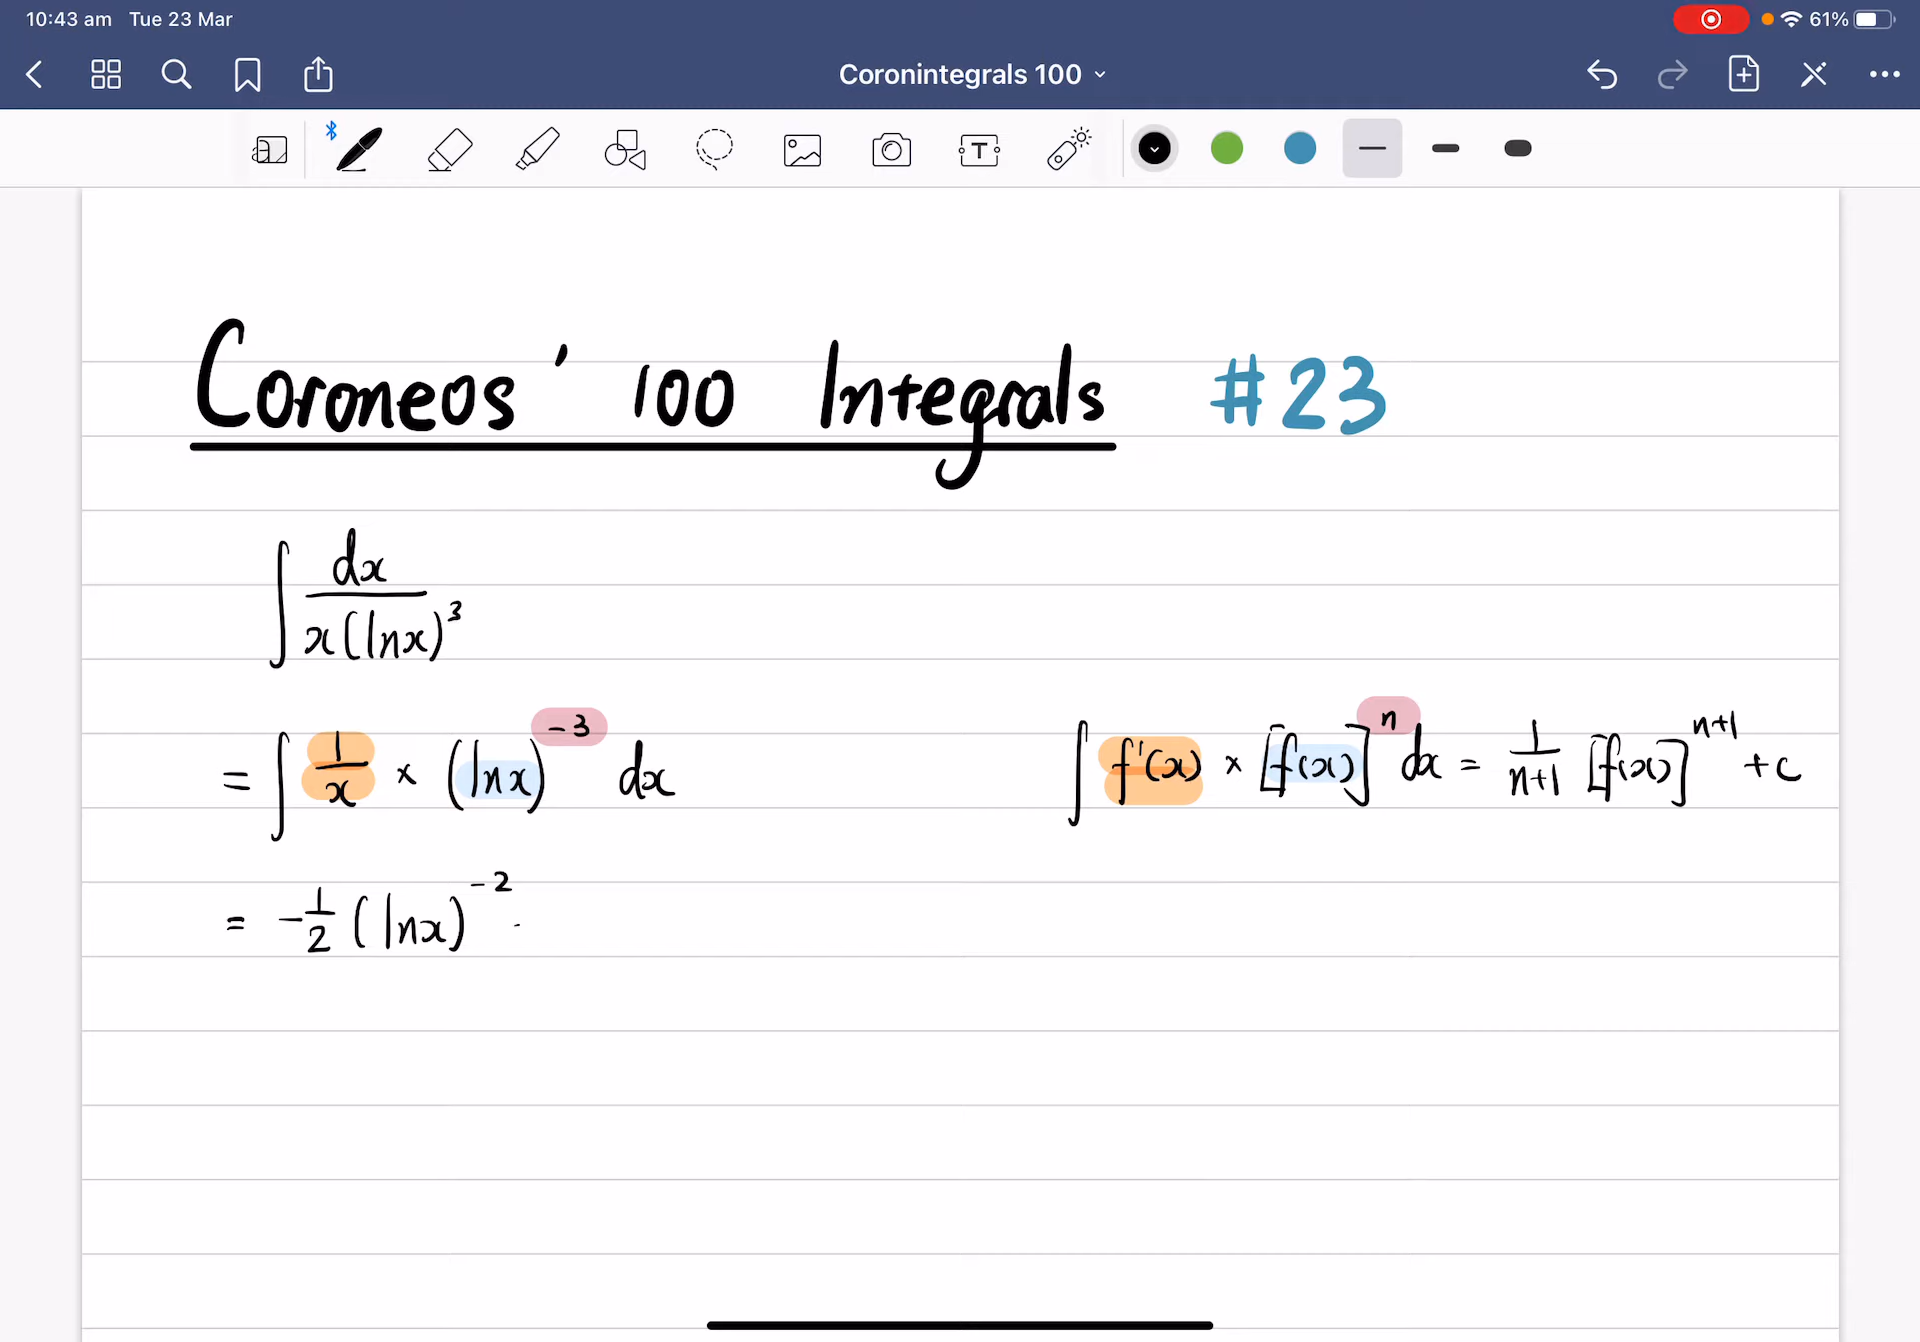 10:43 am Tue 23 Mar 61%
Coronintegrals 100
Coroneos' 100 Integrals #23
∫ dx / x(lnx)³
= ∫ 1/x × (lnx)⁻³ dx
∫ f'(x) × [f(x)]ⁿ dx = 1/(n+1) [f(x)]ⁿ⁺¹ + c
= -1/2 (lnx)⁻²